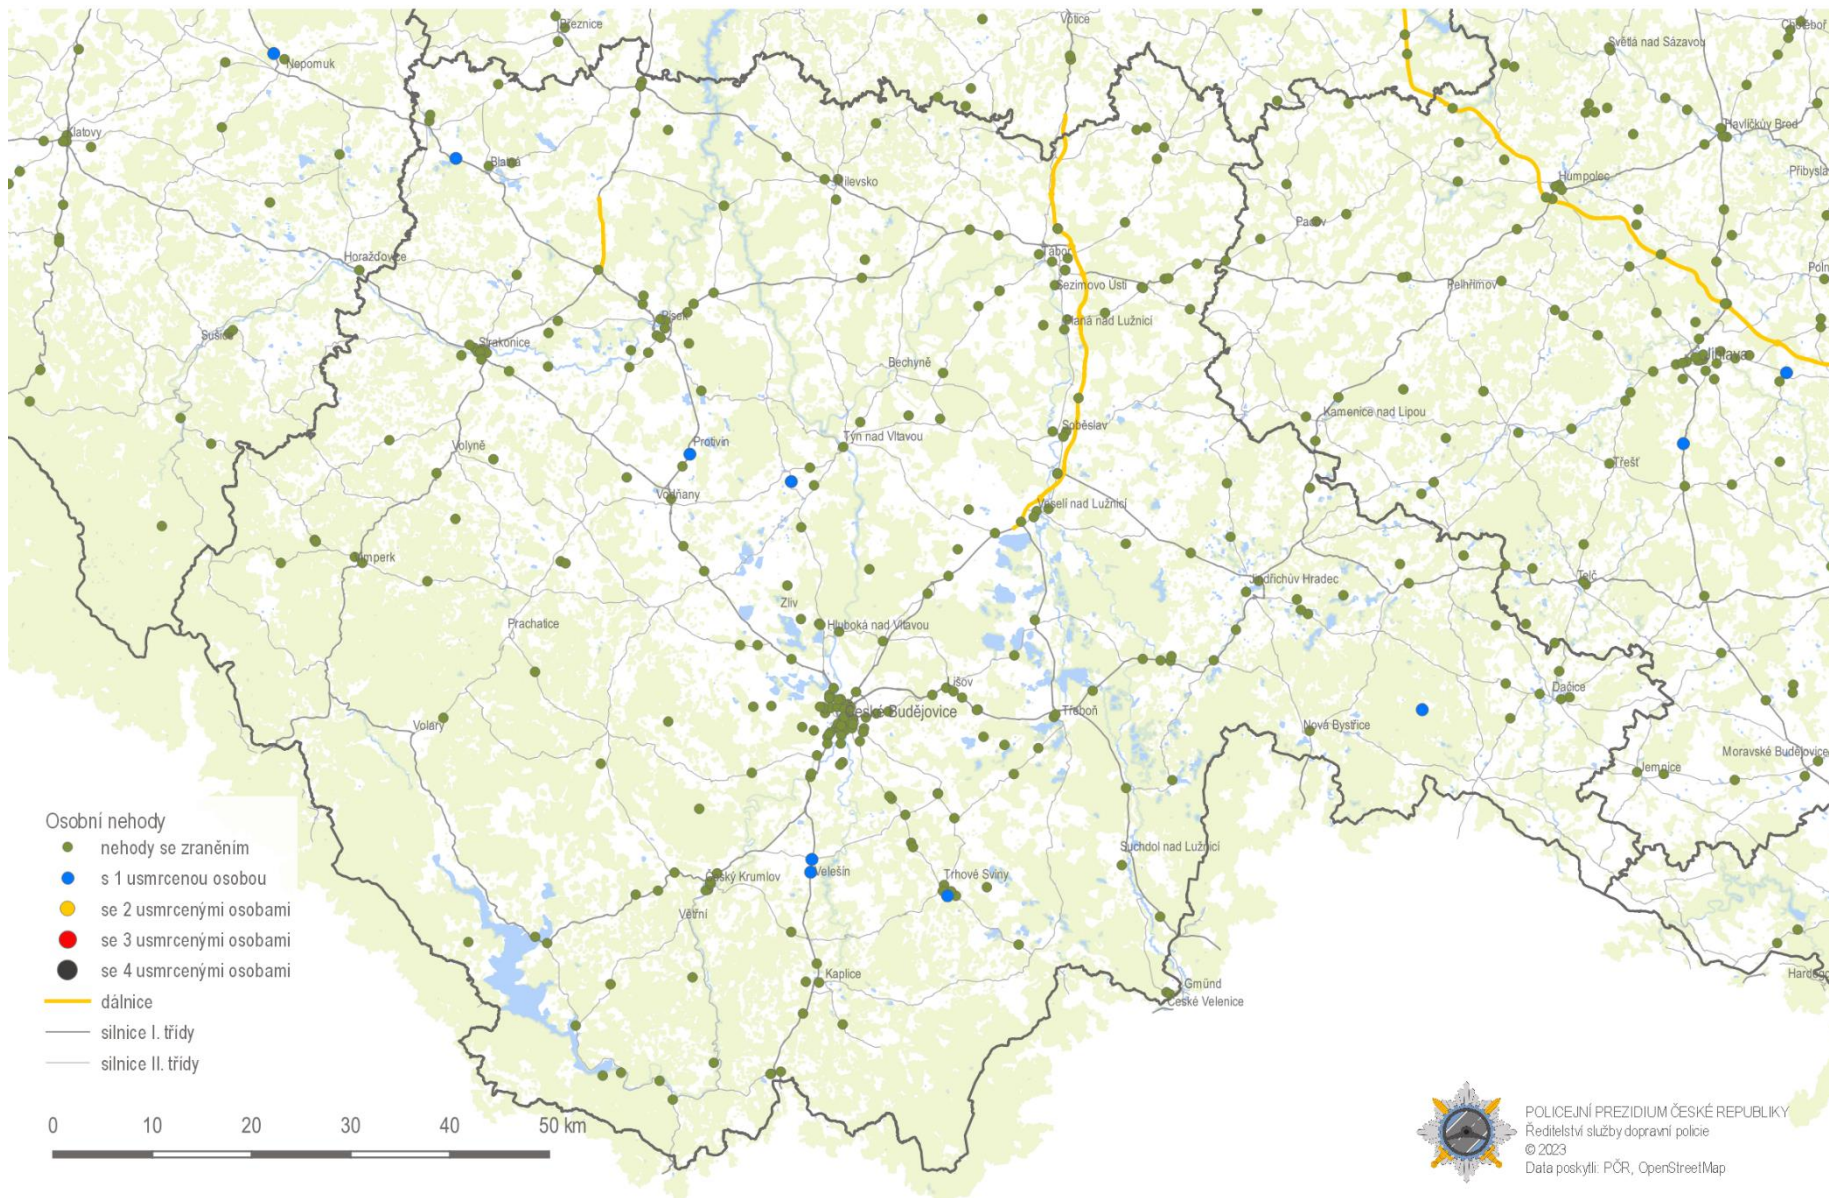 Březnice
Votice
Chotěboř
Světlá nad Sázavou
Nepomuk
Klatovy
Havlíčkův Brod
Blatná
Milevsko
Humpolec
Přibysla
Pacov
Horažďovice
Tábor
Sezimovo Ústí
Pelhřimov
Poln
Písek
Planá nad Lužnicí
Sušice
Strakonice
Jihlava
Bechyně
Kamenice nad Lipou
Soběslav
Týn nad Vltavou
Volyně
Protivín
Třešť
Vodňany
Veselí nad Lužnicí
Vimperk
Jindřichův Hradec
Telč
Zliv
Prachatice
Hluboká nad Vltavou
Lišov
Dačice
České Budějovice
Třeboň
Volary
Nová Bystřice
Moravské Budějovice
Jemnice
Osobní nehody
nehody se zraněním
s 1 usmrcenou osobou
se 2 usmrcenými osobami
se 3 usmrcenými osobami
se 4 usmrcenými osobami
dálnice
silnice I. třídy
silnice II. třídy
Suchdol nad Lužnicí
Velešín
Trhové Sviny
Český Krumlov
Větřní
Kaplice
Gmünd
České Velenice
Hardegg
0 10 20 30 40 50 km
POLICEJNÍ PREZIDIUM ČESKÉ REPUBLIKY
Ředitelství služby dopravní policie
© 2023
Data poskytli: PČR, OpenStreetMap